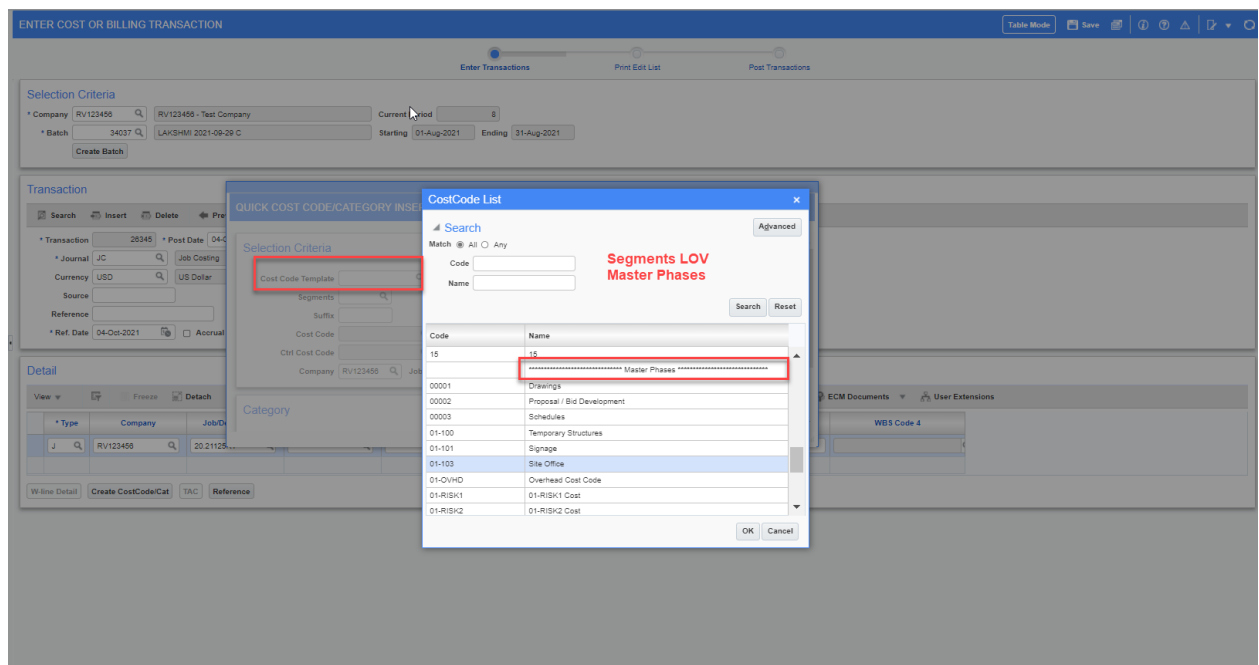 ENTER COST OR BILLING TRANSACTION Table Mode Save
Enter Transactions Print Edit List Post Transactions
Selection Criteria
* Company RV123456 RV123456 - Test Company Current Period 8
* Batch 34037 LAKSHMI 2021-09-29 C Starting 01-Aug-2021 Ending 31-Aug-2021
Create Batch
Transaction
Search Insert Delete Pre
* Transaction 26345 * Post Date 04-O
* Journal JC Job Costing
Currency USD US Dollar
Source
Reference
* Ref. Date 04-Oct-2021 Accrual
QUICK COST CODE/CATEGORY INSE
Selection Criteria
Cost Code Template
Segments
Suffix
Cost Code
Ctrl Cost Code
Company RV123456 Job
Category
CostCode List ×
Search Advanced
Match All Any
Code
Name
Segments LOV
Master Phases
Search Reset
Code Name
15 15
****************************** Master Phases ******************************
00001 Drawings
00002 Proposal / Bid Development
00003 Schedules
01-100 Temporary Structures
01-101 Signage
01-103 Site Office
01-OVHD Overhead Cost Code
01-RISK1 01-RISK1 Cost
01-RISK2 01-RISK2 Cost
OK Cancel
Detail
View Freeze Detach ECM Documents User Extensions
* Type Company Job/D WBS Code 4
J RV123456
W-line Detail Create CostCode/Cat TAC Reference